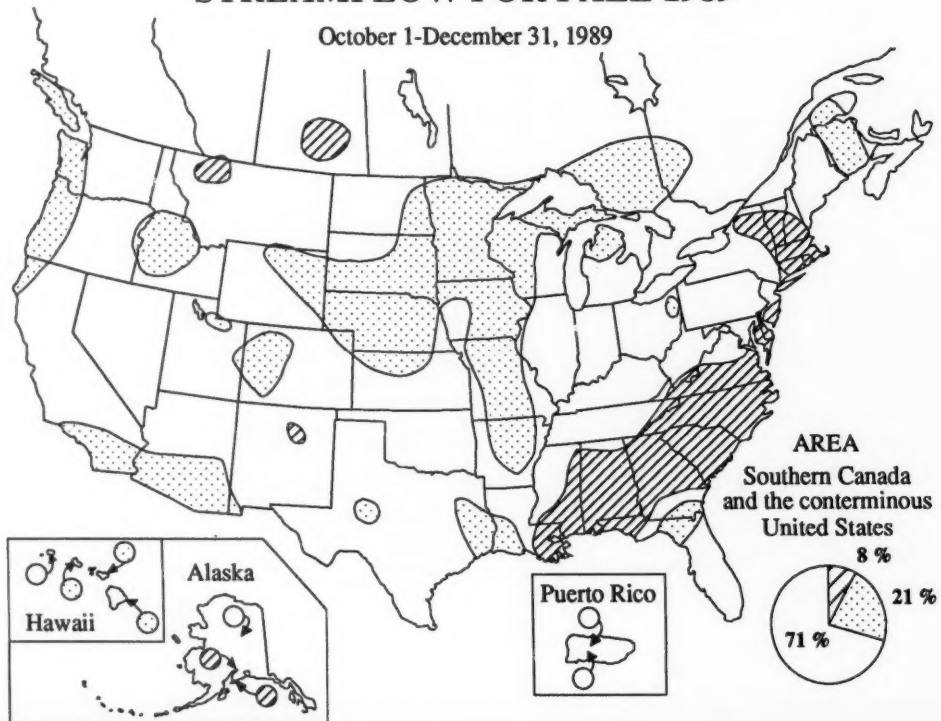 October 1-December 31, 1989
AREA
Southern Canada
and the conterminous
United States
8 %
21 %
71 %
Hawaii
Alaska
Puerto Rico